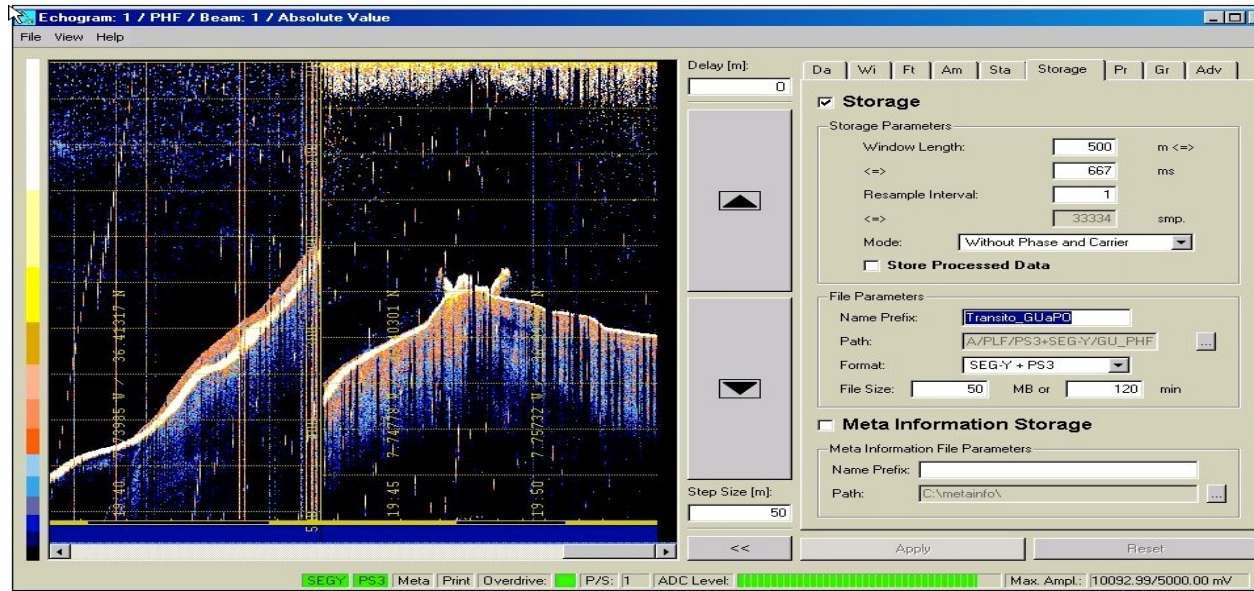 Echogram: 1 / PHF / Beam: 1 / Absolute Value
File View Help
Delay [m]:
0
Da Wi Ft Am Sta Storage Pr Gr Adv
Storage
Storage Parameters
Window Length: 500 m <=>
<=> 667 ms
Resample Interval: 1
<=> 33334 smp.
Mode: Without Phase and Carrier
Store Processed Data
File Parameters
Name Prefix: Transito_GUaPO
Path: A/PLF/PS3+SEG-Y/GU_PHF ...
Format: SEG-Y + PS3
File Size: 50 MB or 120 min
Meta Information Storage
Meta Information File Parameters
Name Prefix:
Path: C:\metainfo\ ...
Step Size [m]:
50
<<
Apply Reset
19:40
36 41317 N
19:45
19:50
7.75732 W
SEGY PS3 Meta Print Overdrive: P/S: 1 ADC Level: Max. Ampl.: 10092.99/5000.00 mV